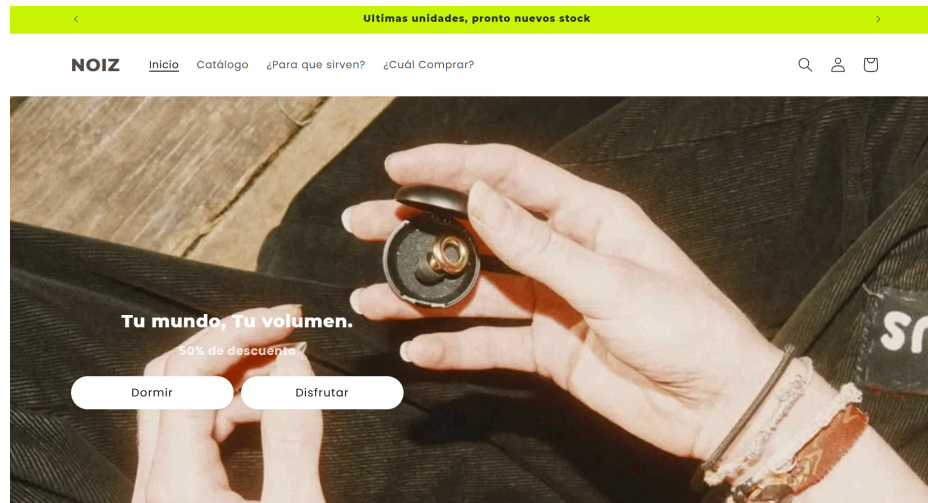 Ultimas unidades, pronto nuevos stock
NOIZ
Inicio
Catálogo
¿Para que sirven?
¿Cuál Comprar?
Tu mundo, Tu volumen.
50% de descuento
Dormir
Disfrutar